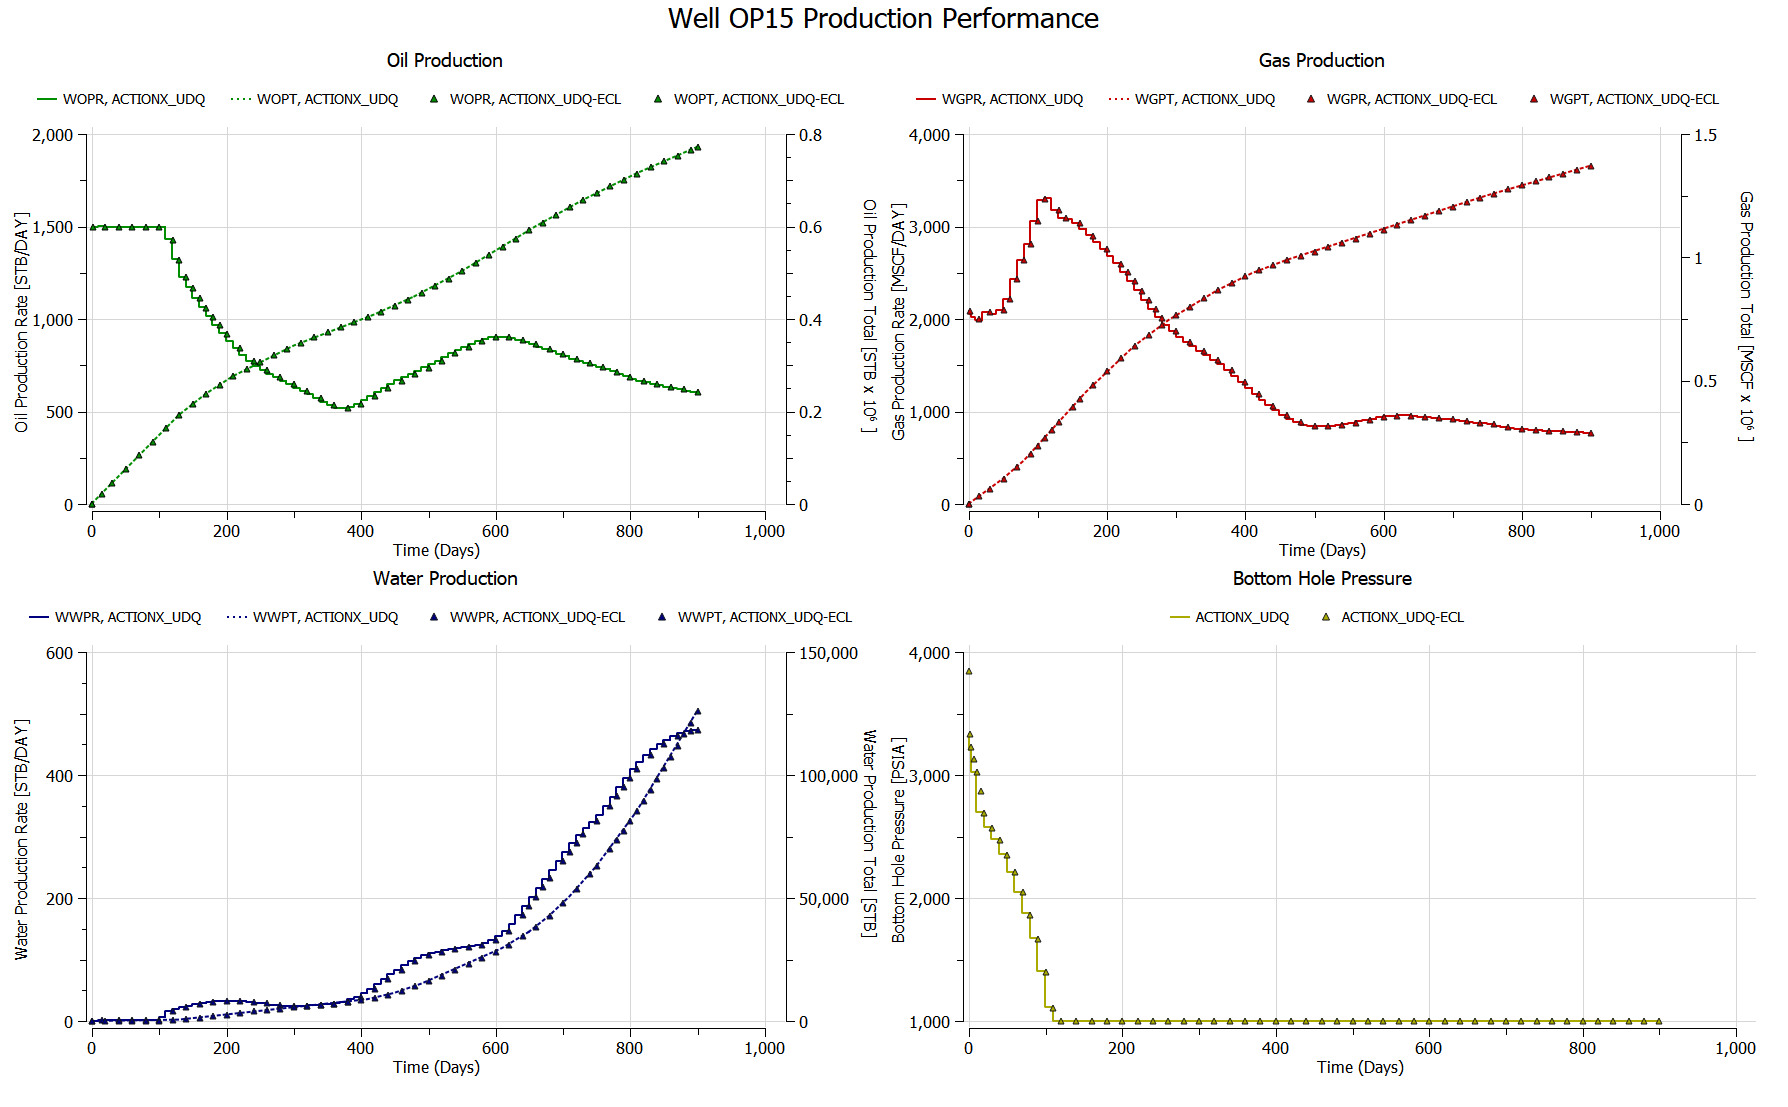 Well OP15 Production Performance
Oil Production
WOPR, ACTIONX_UDQ WOPT, ACTIONX_UDQ WOPR, ACTIONX_UDQ-ECL WOPT, ACTIONX_UDQ-ECL
2,000 0.8
1,500 0.6
1,000 0.4
500 0.2
0 0
Oil Production Rate [STB/DAY]
Oil Production Total [STB x 10⁶ ]
0 200 400 600 800 1,000
Time (Days)
Gas Production
WGPR, ACTIONX_UDQ WGPT, ACTIONX_UDQ WGPR, ACTIONX_UDQ-ECL WGPT, ACTIONX_UDQ-ECL
4,000 1.5
3,000
1
2,000
0.5
1,000
0 0
Gas Production Rate [MSCF/DAY]
Gas Production Total [MSCF x 10⁶ ]
0 200 400 600 800 1,000
Time (Days)
Water Production
WWPR, ACTIONX_UDQ WWPT, ACTIONX_UDQ WWPR, ACTIONX_UDQ-ECL WWPT, ACTIONX_UDQ-ECL
600 150,000
400 100,000
200 50,000
0 0
Water Production Rate [STB/DAY]
Water Production Total [STB]
0 200 400 600 800 1,000
Time (Days)
Bottom Hole Pressure
ACTIONX_UDQ ACTIONX_UDQ-ECL
4,000
3,000
2,000
1,000
Bottom Hole Pressure [PSIA]
0 200 400 600 800 1,000
Time (Days)